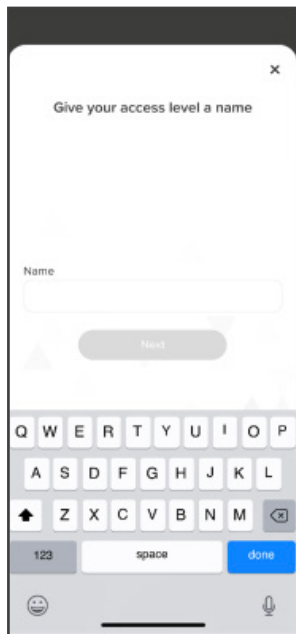 ×
Give your access level a name
Name
Next
Q W E R T Y U I O P
A S D F G H J K L
Z X C V B N M
123 space done